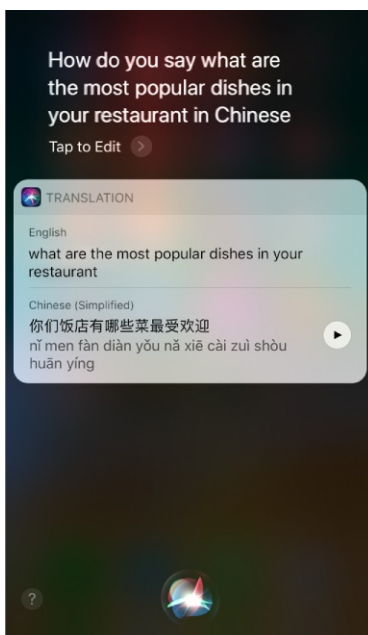 How do you say what are
the most popular dishes in
your restaurant in Chinese
Tap to Edit >
TRANSLATION
English
what are the most popular dishes in your
restaurant
Chinese (Simplified)
你们饭店有哪些菜最受欢迎
nǐ men fàn diàn yǒu nǎ xiē cài zuì shòu
huān yíng
?